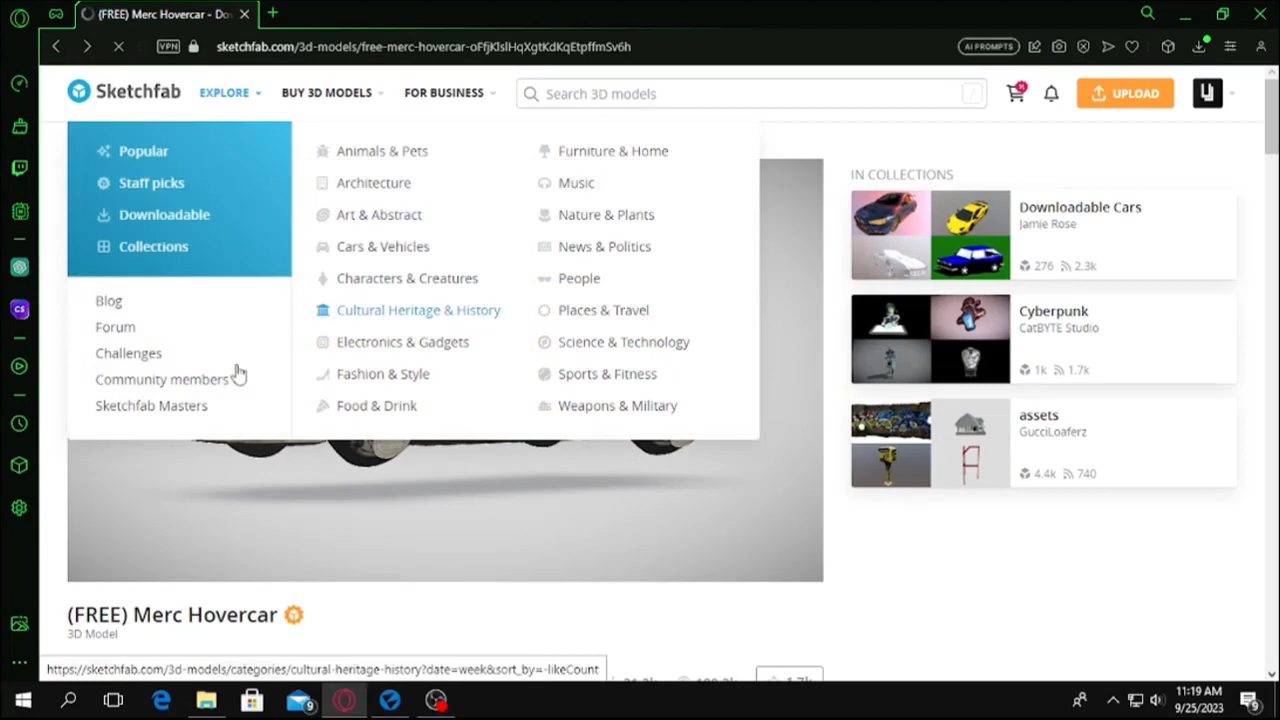 (FREE) Merc Hovercar - Do
VPN
sketchfab.com/3d-models/free-merc-hovercar-oFfjKlslHqXgtKdKqEtpffmSv6h
AI PROMPTS
Sketchfab
EXPLORE
BUY 3D MODELS
FOR BUSINESS
Search 3D models
/
UPLOAD
Popular
Staff picks
Downloadable
Collections
Blog
Forum
Challenges
Community members
Sketchfab Masters
Animals & Pets
Architecture
Art & Abstract
Cars & Vehicles
Characters & Creatures
Cultural Heritage & History
Electronics & Gadgets
Fashion & Style
Food & Drink
Furniture & Home
Music
Nature & Plants
News & Politics
People
Places & Travel
Science & Technology
Sports & Fitness
Weapons & Military
IN COLLECTIONS
Downloadable Cars
Jamie Rose
276 2.3k
Cyberpunk
CatBYTE Studio
1k 1.7k
assets
GucciLoaferz
4.4k 740
(FREE) Merc Hovercar
3D Model
https://sketchfab.com/3d-models/categories/cultural-heritage-history?date=week&sort_by=-likeCount
CS
9
11:19 AM
9/25/2023
9